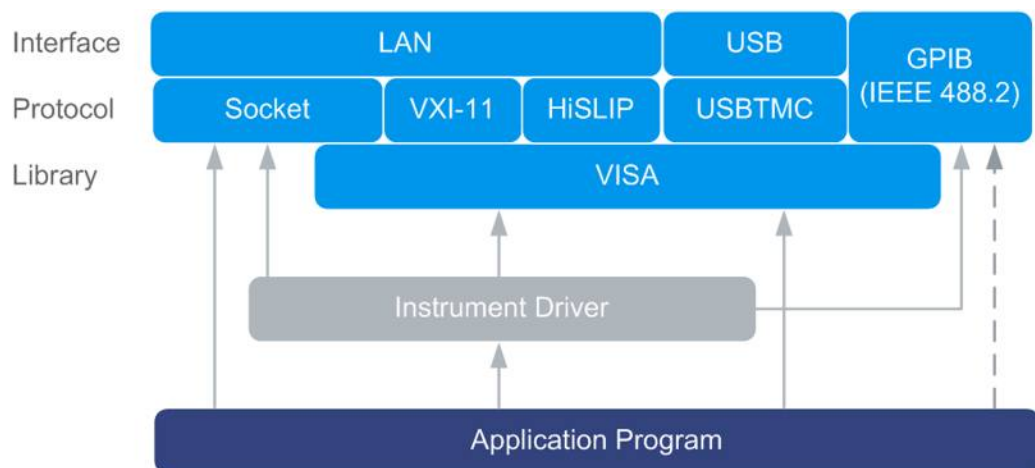 Interface
LAN
USB
GPIB
(IEEE 488.2)
Protocol
Socket
VXI-11
HiSLIP
USBTMC
Library
VISA
Instrument Driver
Application Program